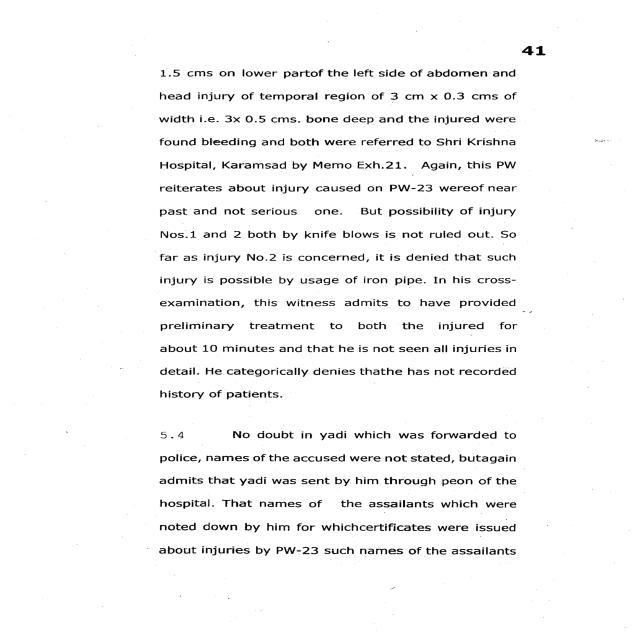 41
1.5 cms on lower partof the left side of abdomen and
head injury of temporal region of 3 cm x 0.3 cms of
width i.e. 3x 0.5 cms. bone deep and the injured were
found bleeding and both were referred to Shri Krishna
Hospital, Karamsad by Memo Exh.21. Again, this PW
reiterates about injury caused on PW-23 wereof near
past and not serious one. But possibility of injury
Nos.1 and 2 both by knife blows is not ruled out. So
far as injury No.2 is concerned, it is denied that such
injury is possible by usage of iron pipe. In his cross-
examination, this witness admits to have provided
preliminary treatment to both the injured for
about 10 minutes and that he is not seen all injuries in
detail. He categorically denies thathe has not recorded
history of patients.
5.4 No doubt in yadi which was forwarded to
police, names of the accused were not stated, butagain
admits that yadi was sent by him through peon of the
hospital. That names of the assailants which were
noted down by him for whichcertificates were issued
about injuries by PW-23 such names of the assailants